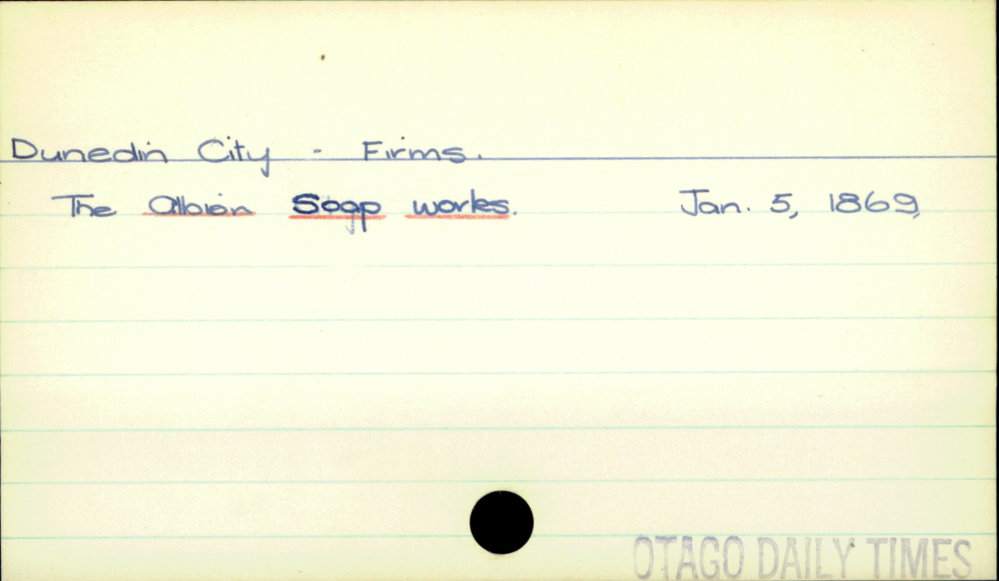 Dunedin City - Firms.
The Albion Soap works. Jan. 5, 1869,
OTAGO DAILY TIMES